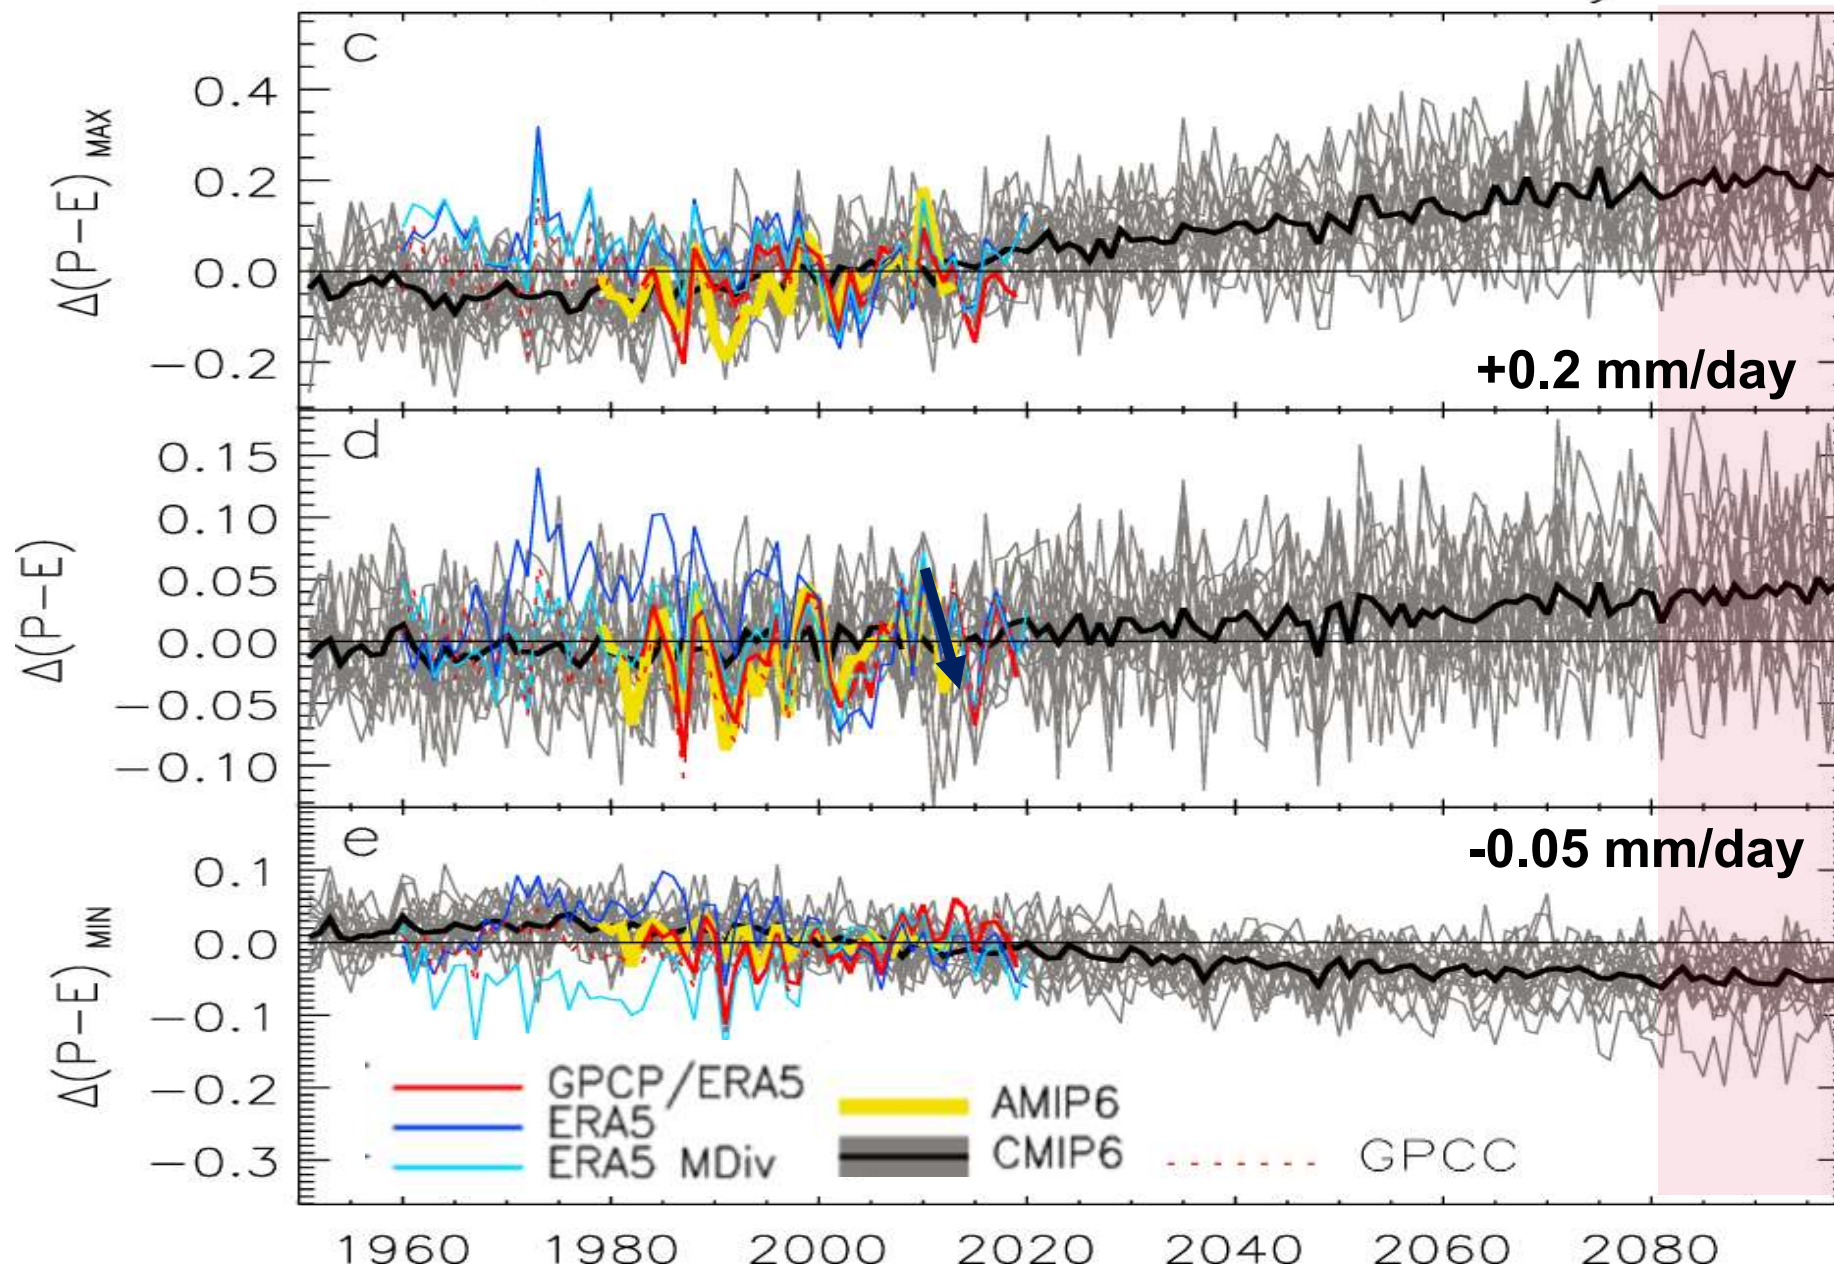 c
0.4
0.2
0.0
−0.2
Δ(P−E) MAX
+0.2 mm/day
d
0.15
0.10
0.05
0.00
−0.05
−0.10
Δ(P−E)
e
-0.05 mm/day
0.1
0.0
−0.1
−0.2
−0.3
Δ(P−E) MIN
GPCP/ERA5
ERA5
ERA5 MDiv
AMIP6
CMIP6
GPCC
1960 1980 2000 2020 2040 2060 2080